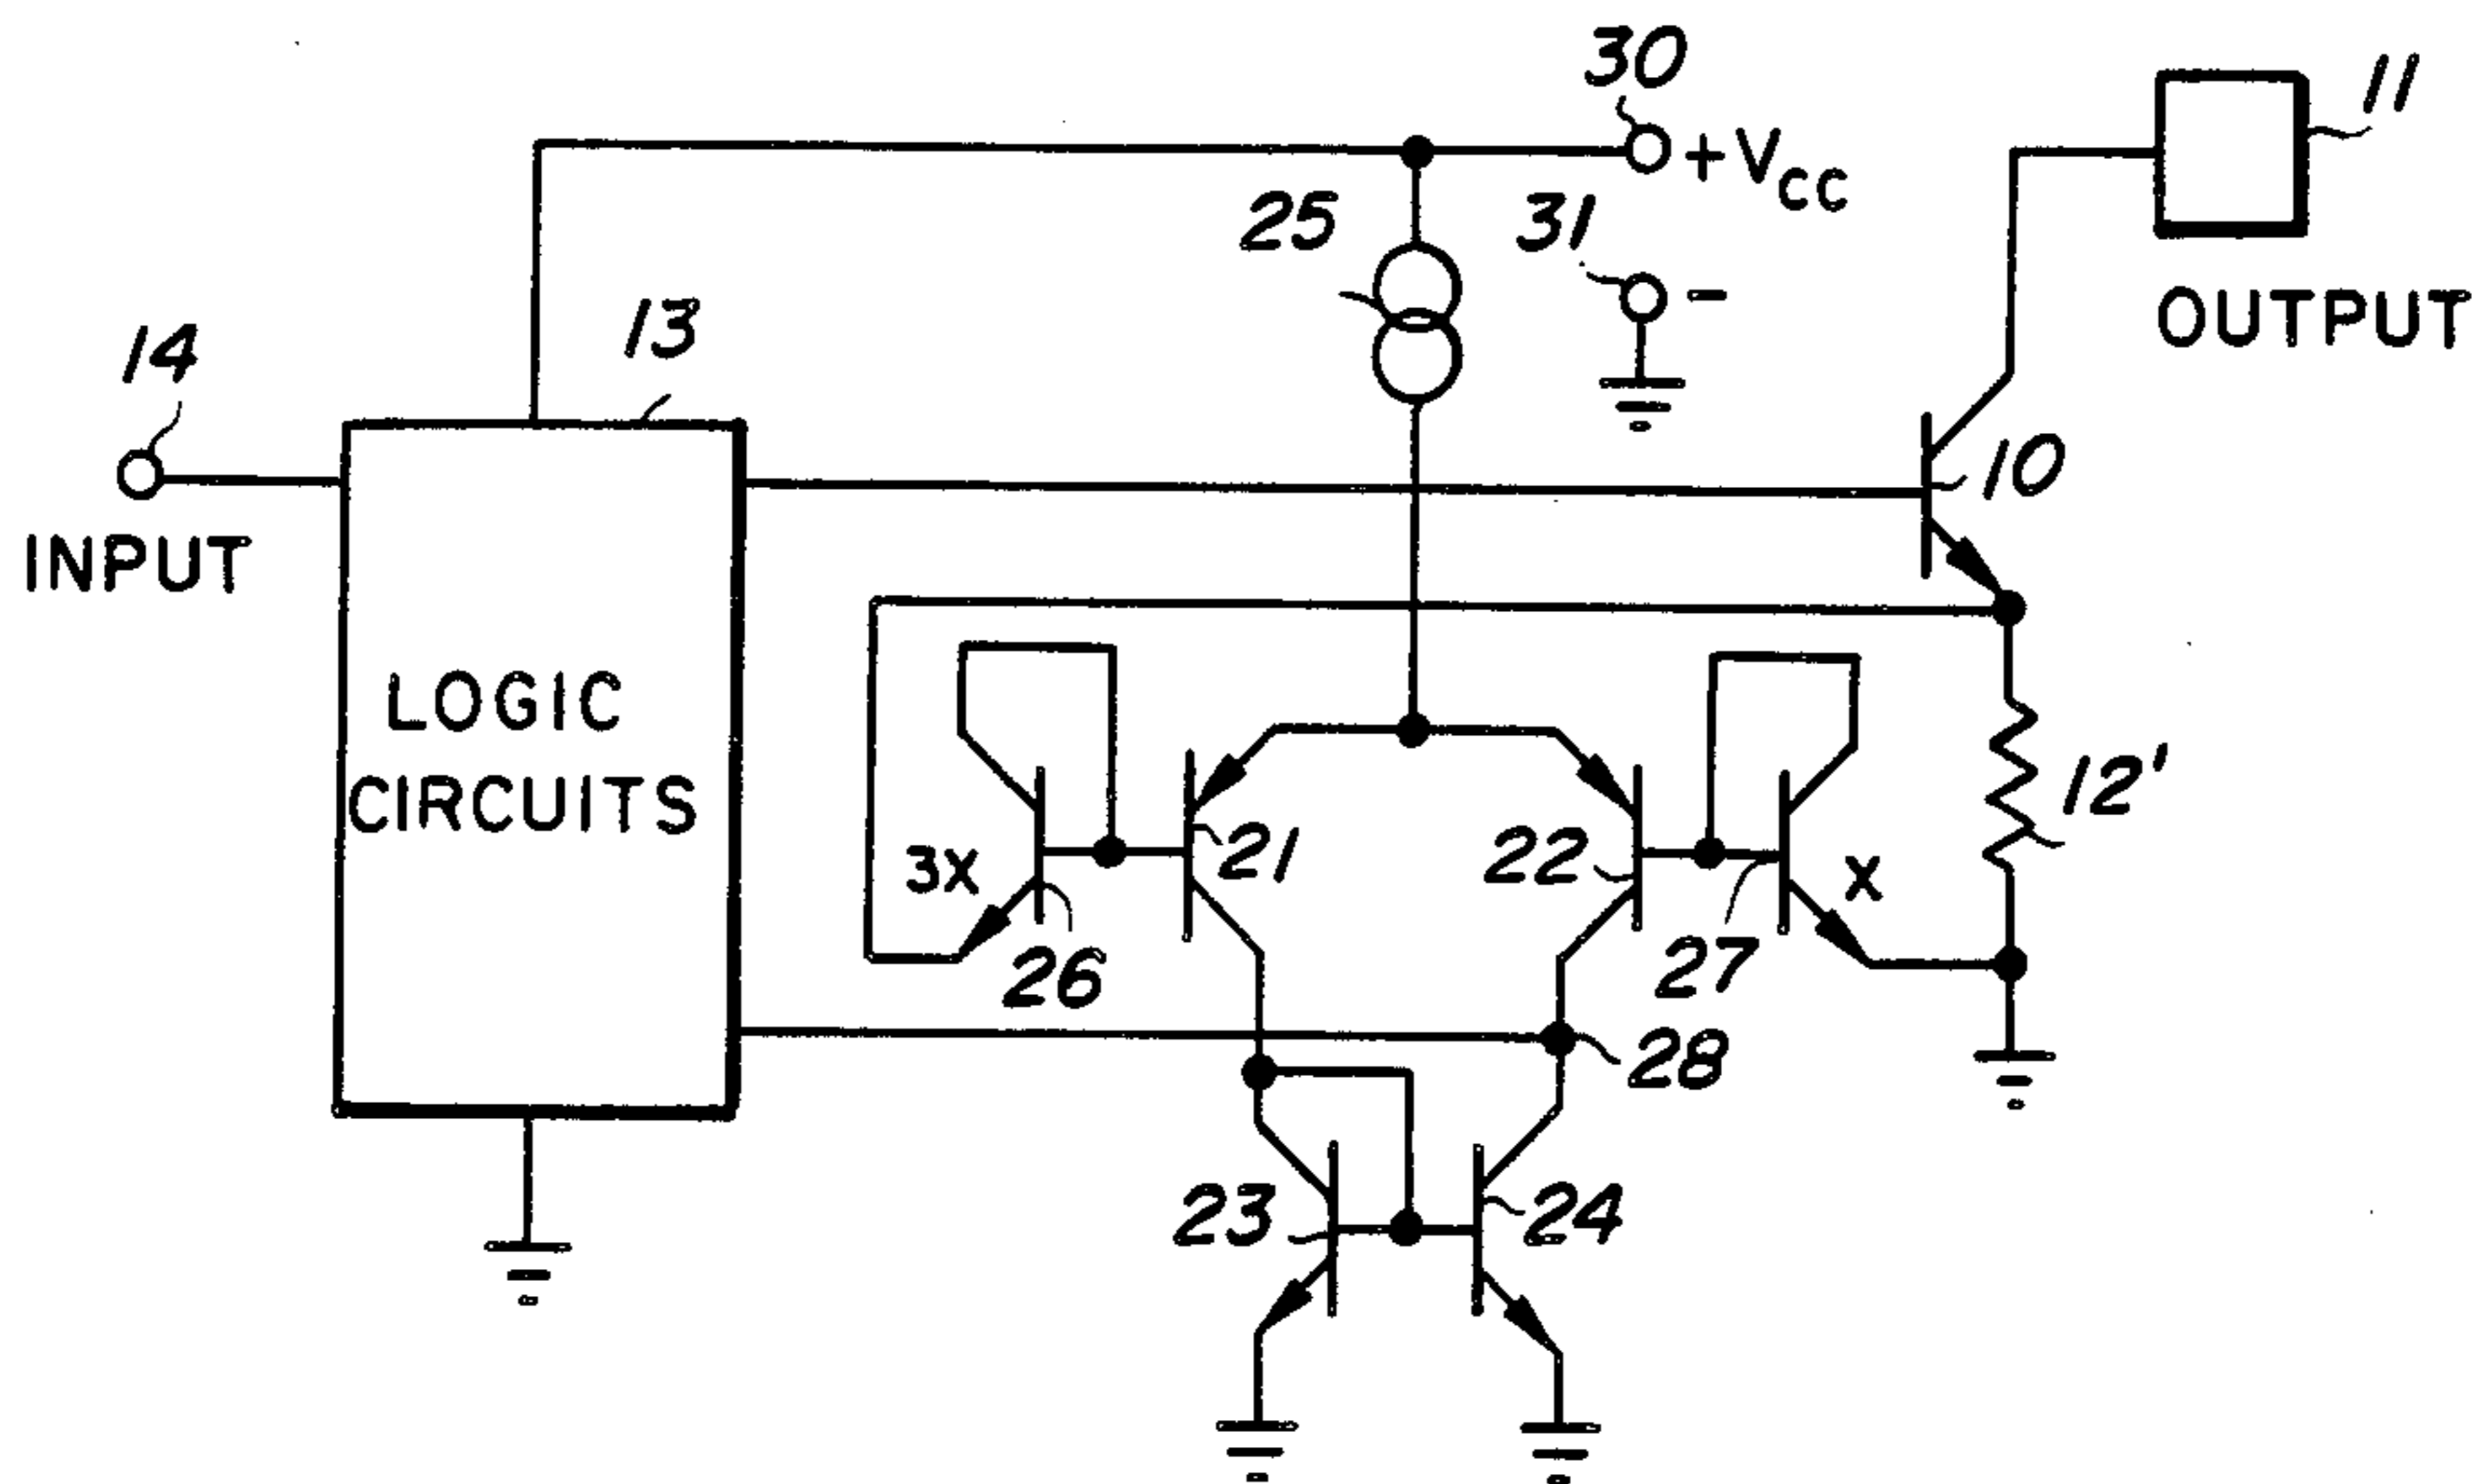 30
11
+VCC
25
31
-
OUTPUT
14
13
10
INPUT
LOGIC
CIRCUITS
12'
3X
21
22
X
26
27
28
23
24